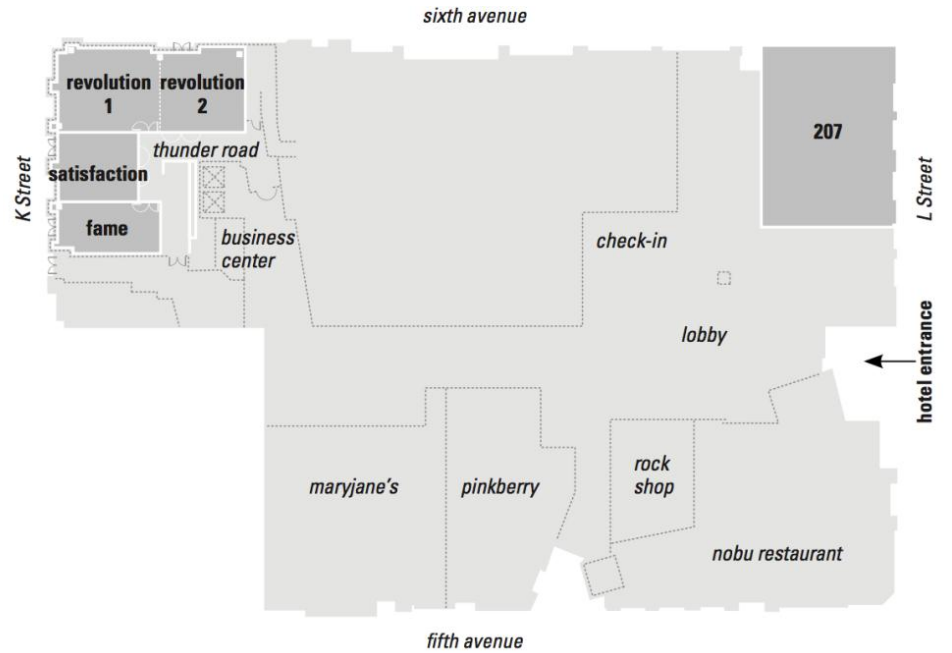 sixth avenue
revolution
1
revolution
2
207
thunder road
K Street
satisfaction
L Street
fame
business
center
check-in
lobby
hotel entrance
maryjane's
pinkberry
rock
shop
nobu restaurant
fifth avenue